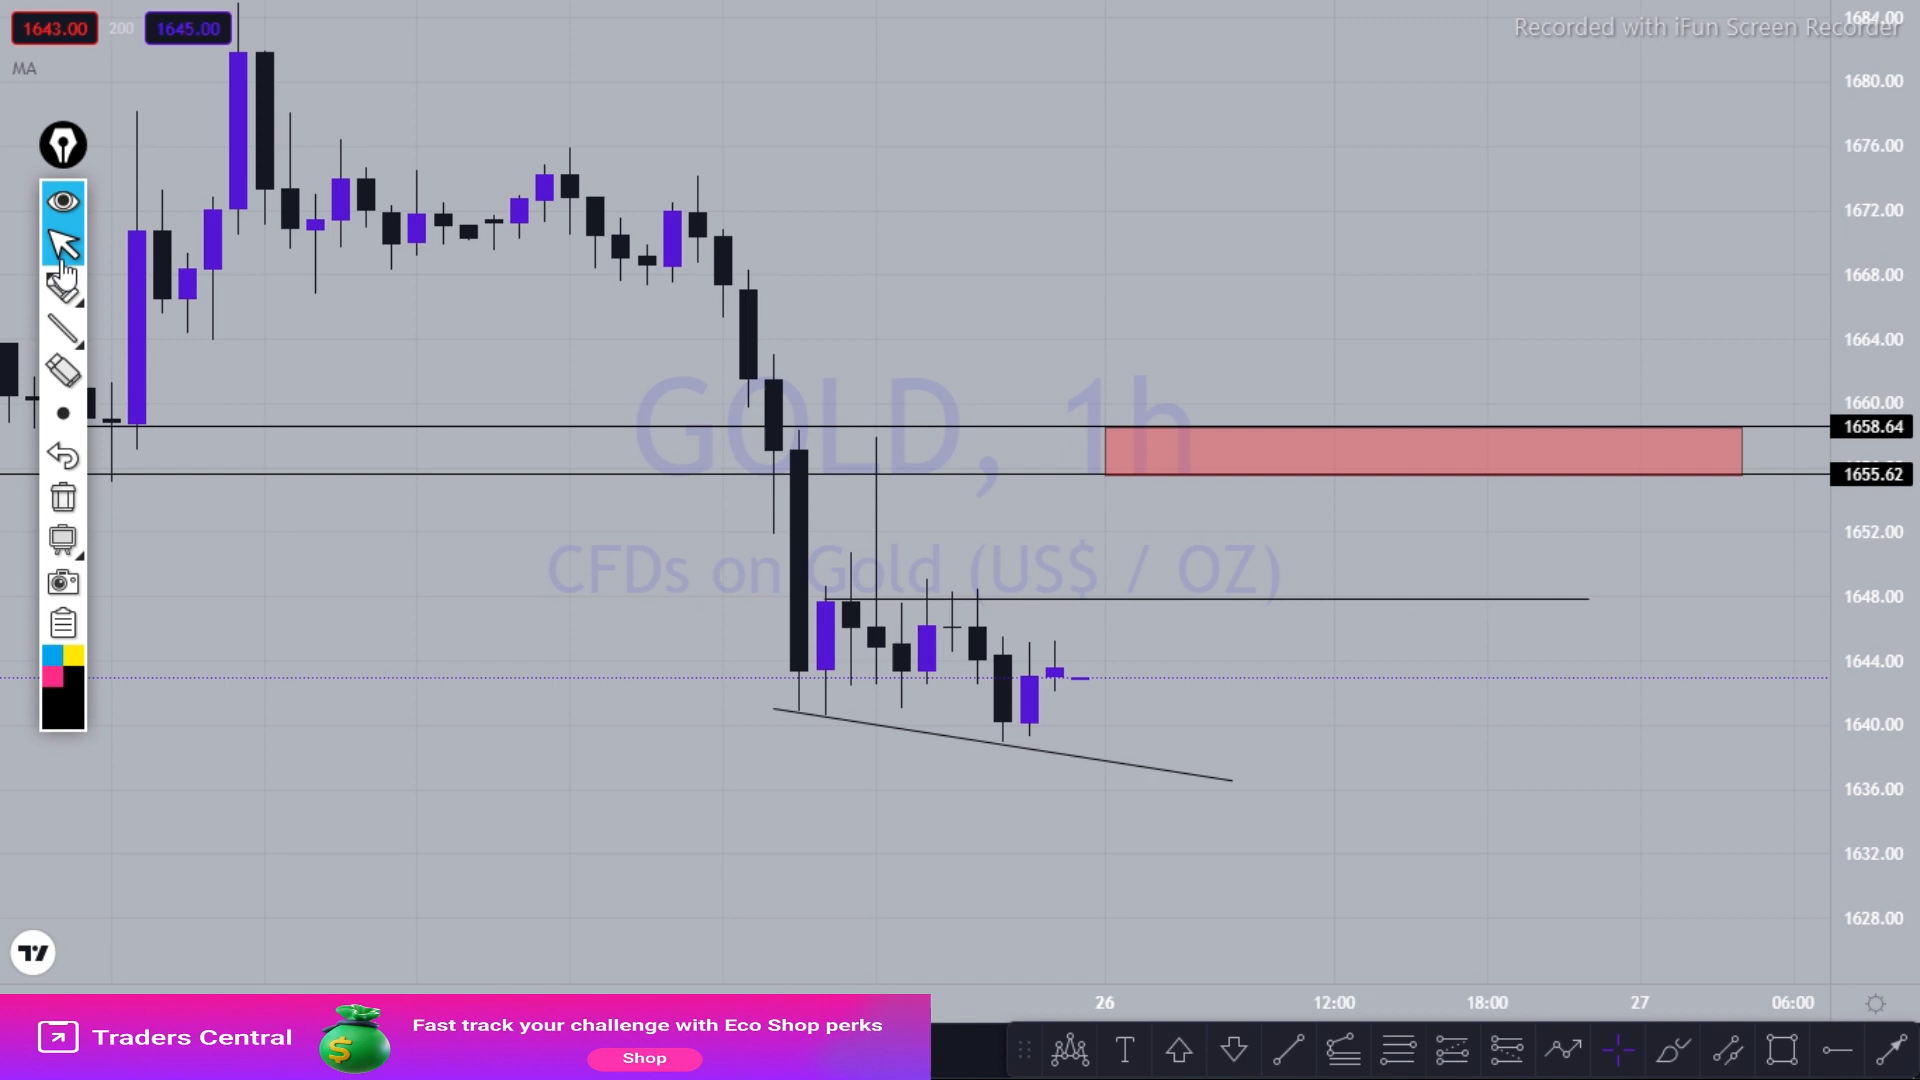 1643.00 200 1645.00
MA
Recorded with iFun Screen Recorder
1684.00
1680.00
1676.00
1672.00
1668.00
1664.00
1660.00
1658.64
1655.62
1652.00
1648.00
1644.00
1640.00
1636.00
1632.00
1628.00
GOLD, 1h
CFDs on Gold (US$ / OZ)
26 12:00 18:00 27 06:00
Traders Central
Fast track your challenge with Eco Shop perks
Shop
T